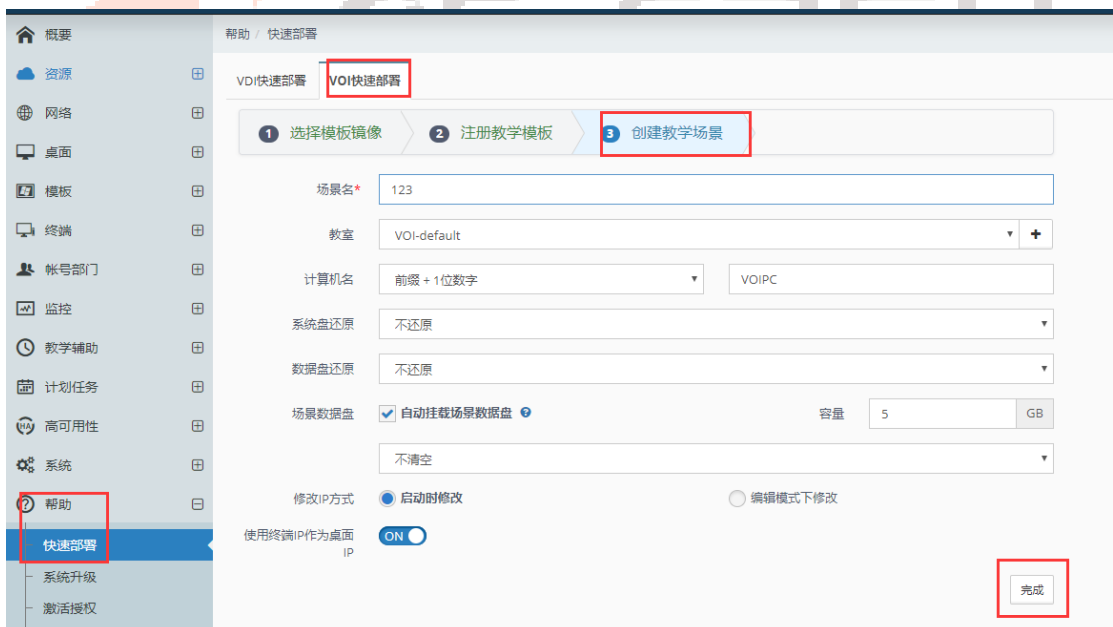 概要
资源
网络
桌面
模板
终端
帐号部门
监控
教学辅助
计划任务
高可用性
系统
帮助
快速部署
系统升级
激活授权
帮助 / 快速部署
VDI快速部署 VOI快速部署
1 选择模板镜像 2 注册教学模板 3 创建教学场景
场景名* 123
教室 VOI-default
计算机名 前缀 + 1位数字 VOIPC
系统盘还原 不还原
数据盘还原 不还原
场景数据盘 自动挂载场景数据盘 容量 5 GB
不清空
修改IP方式 启动时修改 编辑模式下修改
使用终端IP作为桌面
IP
ON
完成